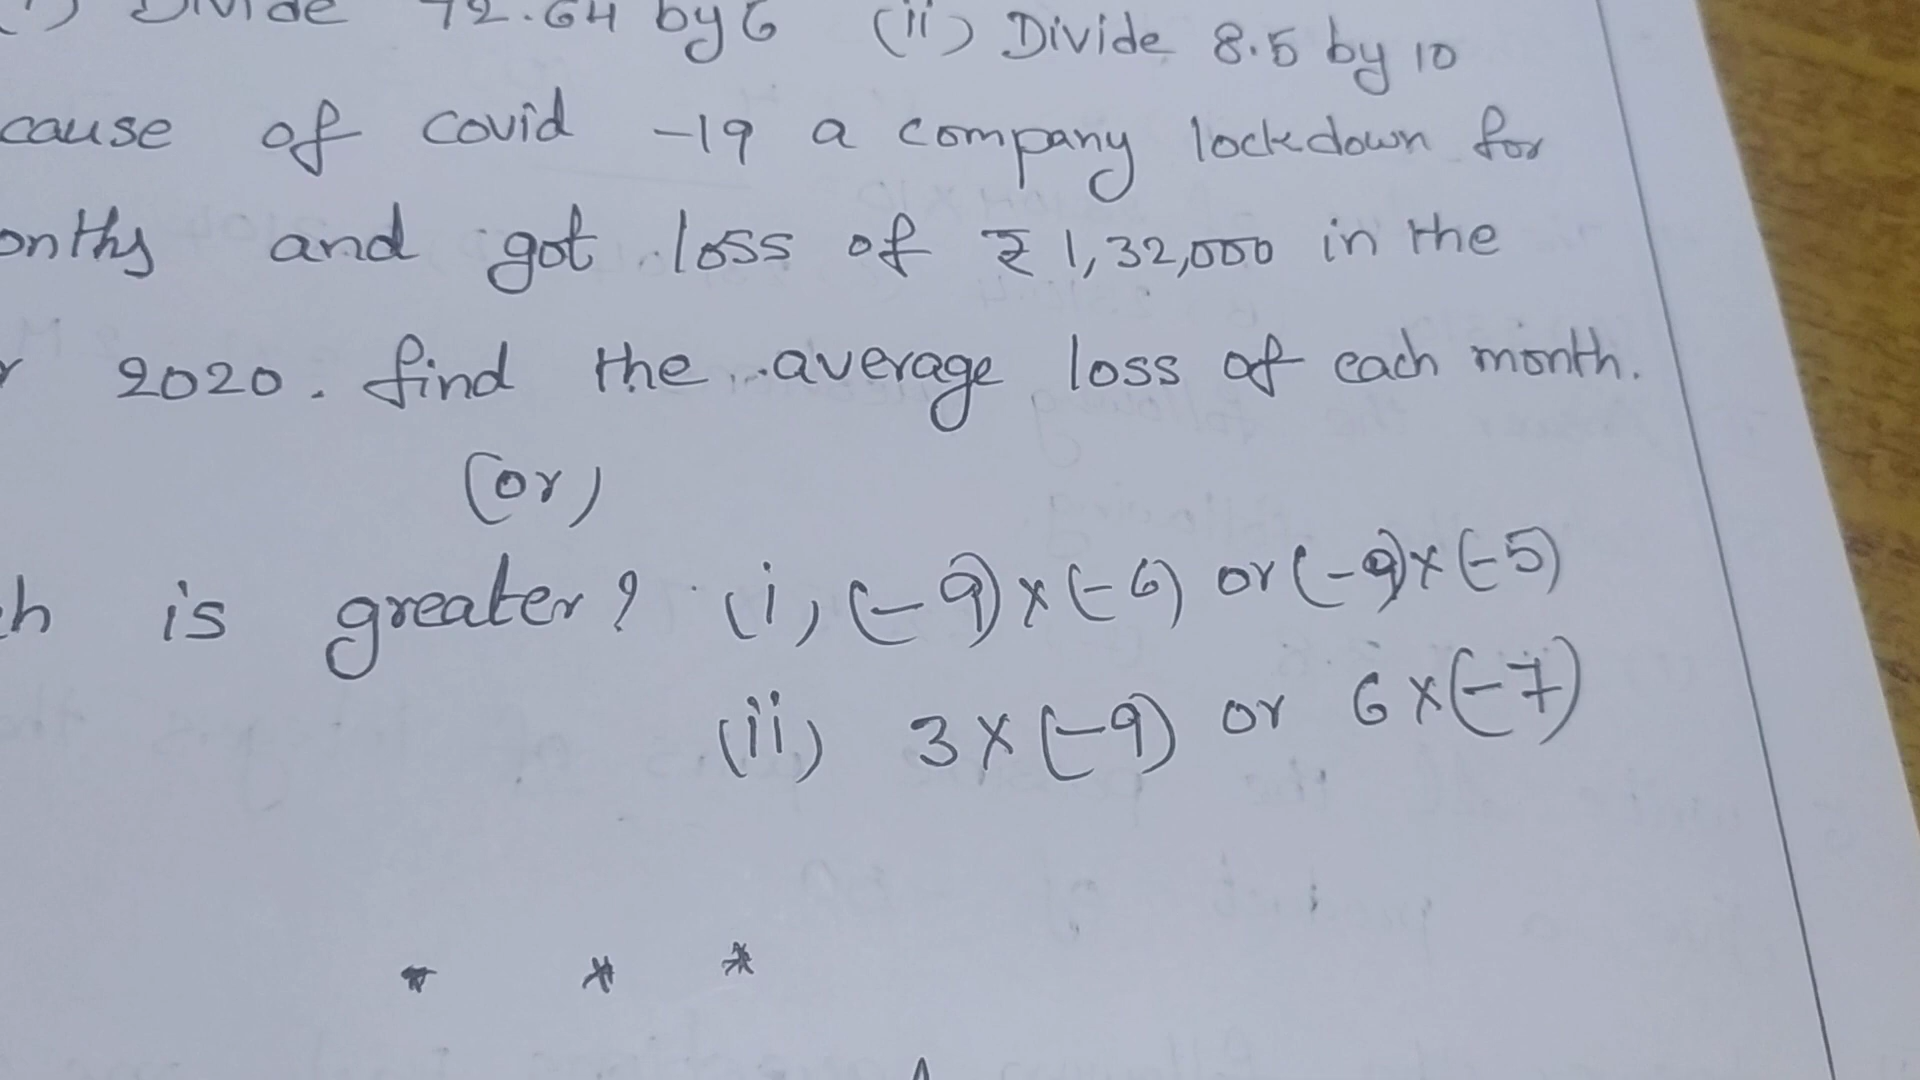 Divide 72.64 by 6 (ii) Divide 8.5 by 10
cause of covid -19 a company lockdown for
onths and got loss of ₹ 1,32,000 in the
r 2020. find the average loss of each month.
(or)
ch is greater? (i) (-9)×(-6) or (-9)×(-5)
(ii) 3×(-9) or 6×(-7)
* * *